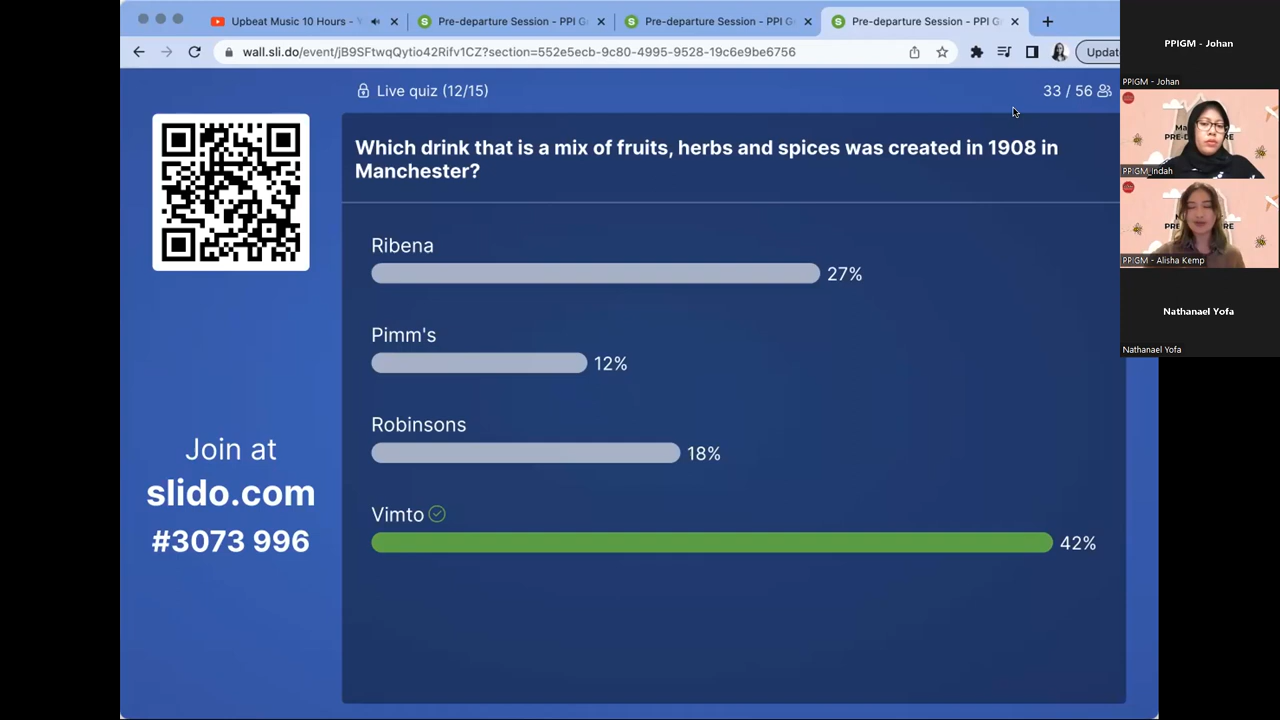 Upbeat Music 10 Hours -
Pre-departure Session - PPI G
Pre-departure Session - PPI G
Pre-departure Session - PPI G
wall.sli.do/event/jB9SFtwqQytio42Rifv1CZ?section=552e5ecb-9c80-4995-9528-19c6e9be6756
Updat
Live quiz (12/15)
33 / 56
Which drink that is a mix of fruits, herbs and spices was created in 1908 in
Manchester?
Ribena
27%
Pimm's
12%
Robinsons
18%
Vimto
42%
Join at
slido.com
#3073 996
PPIGM - Johan
PPIGM - Johan
PPIGM_Indah
PPIGM - Alisha Kemp
Nathanael Yofa
Nathanael Yofa